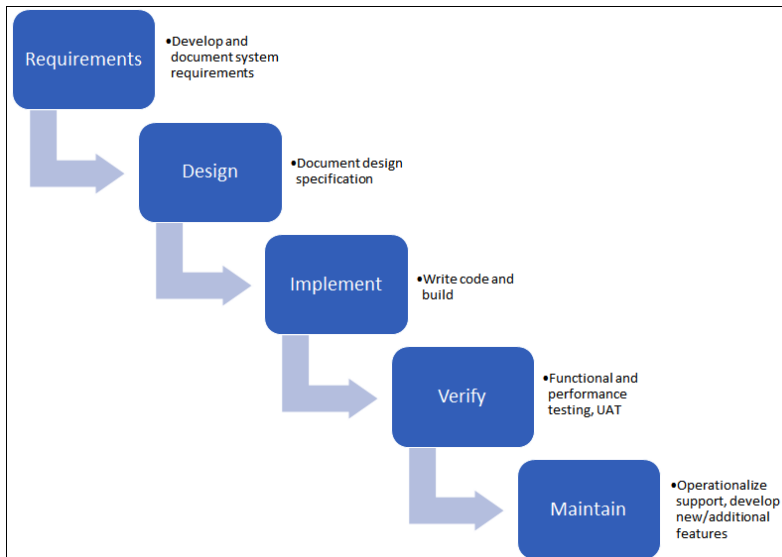 Requirements
•Develop and
document system
requirements
Design
•Document design
specification
Implement
•Write code and
build
Verify
•Functional and
performance
testing, UAT
Maintain
•Operationalize
support, develop
new/additional
features